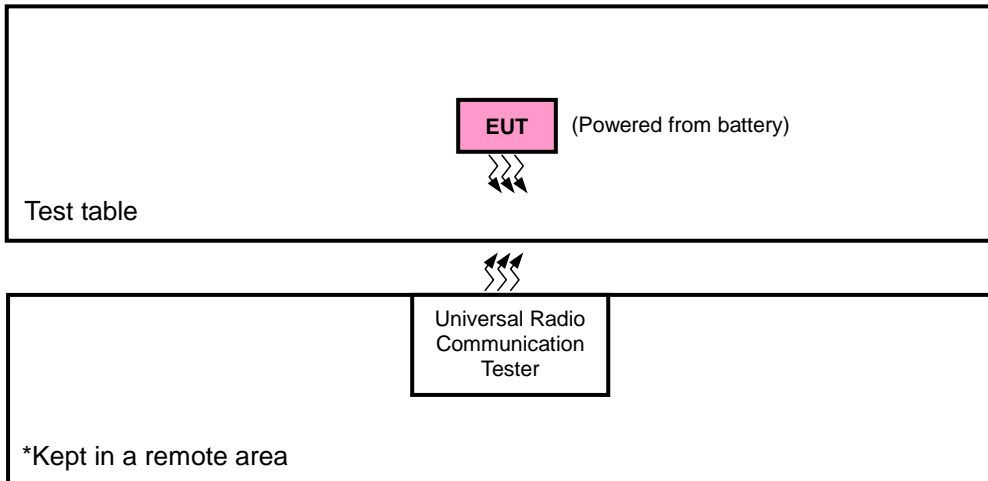 EUT
(Powered from battery)
Test table
Universal Radio
Communication
Tester
*Kept in a remote area